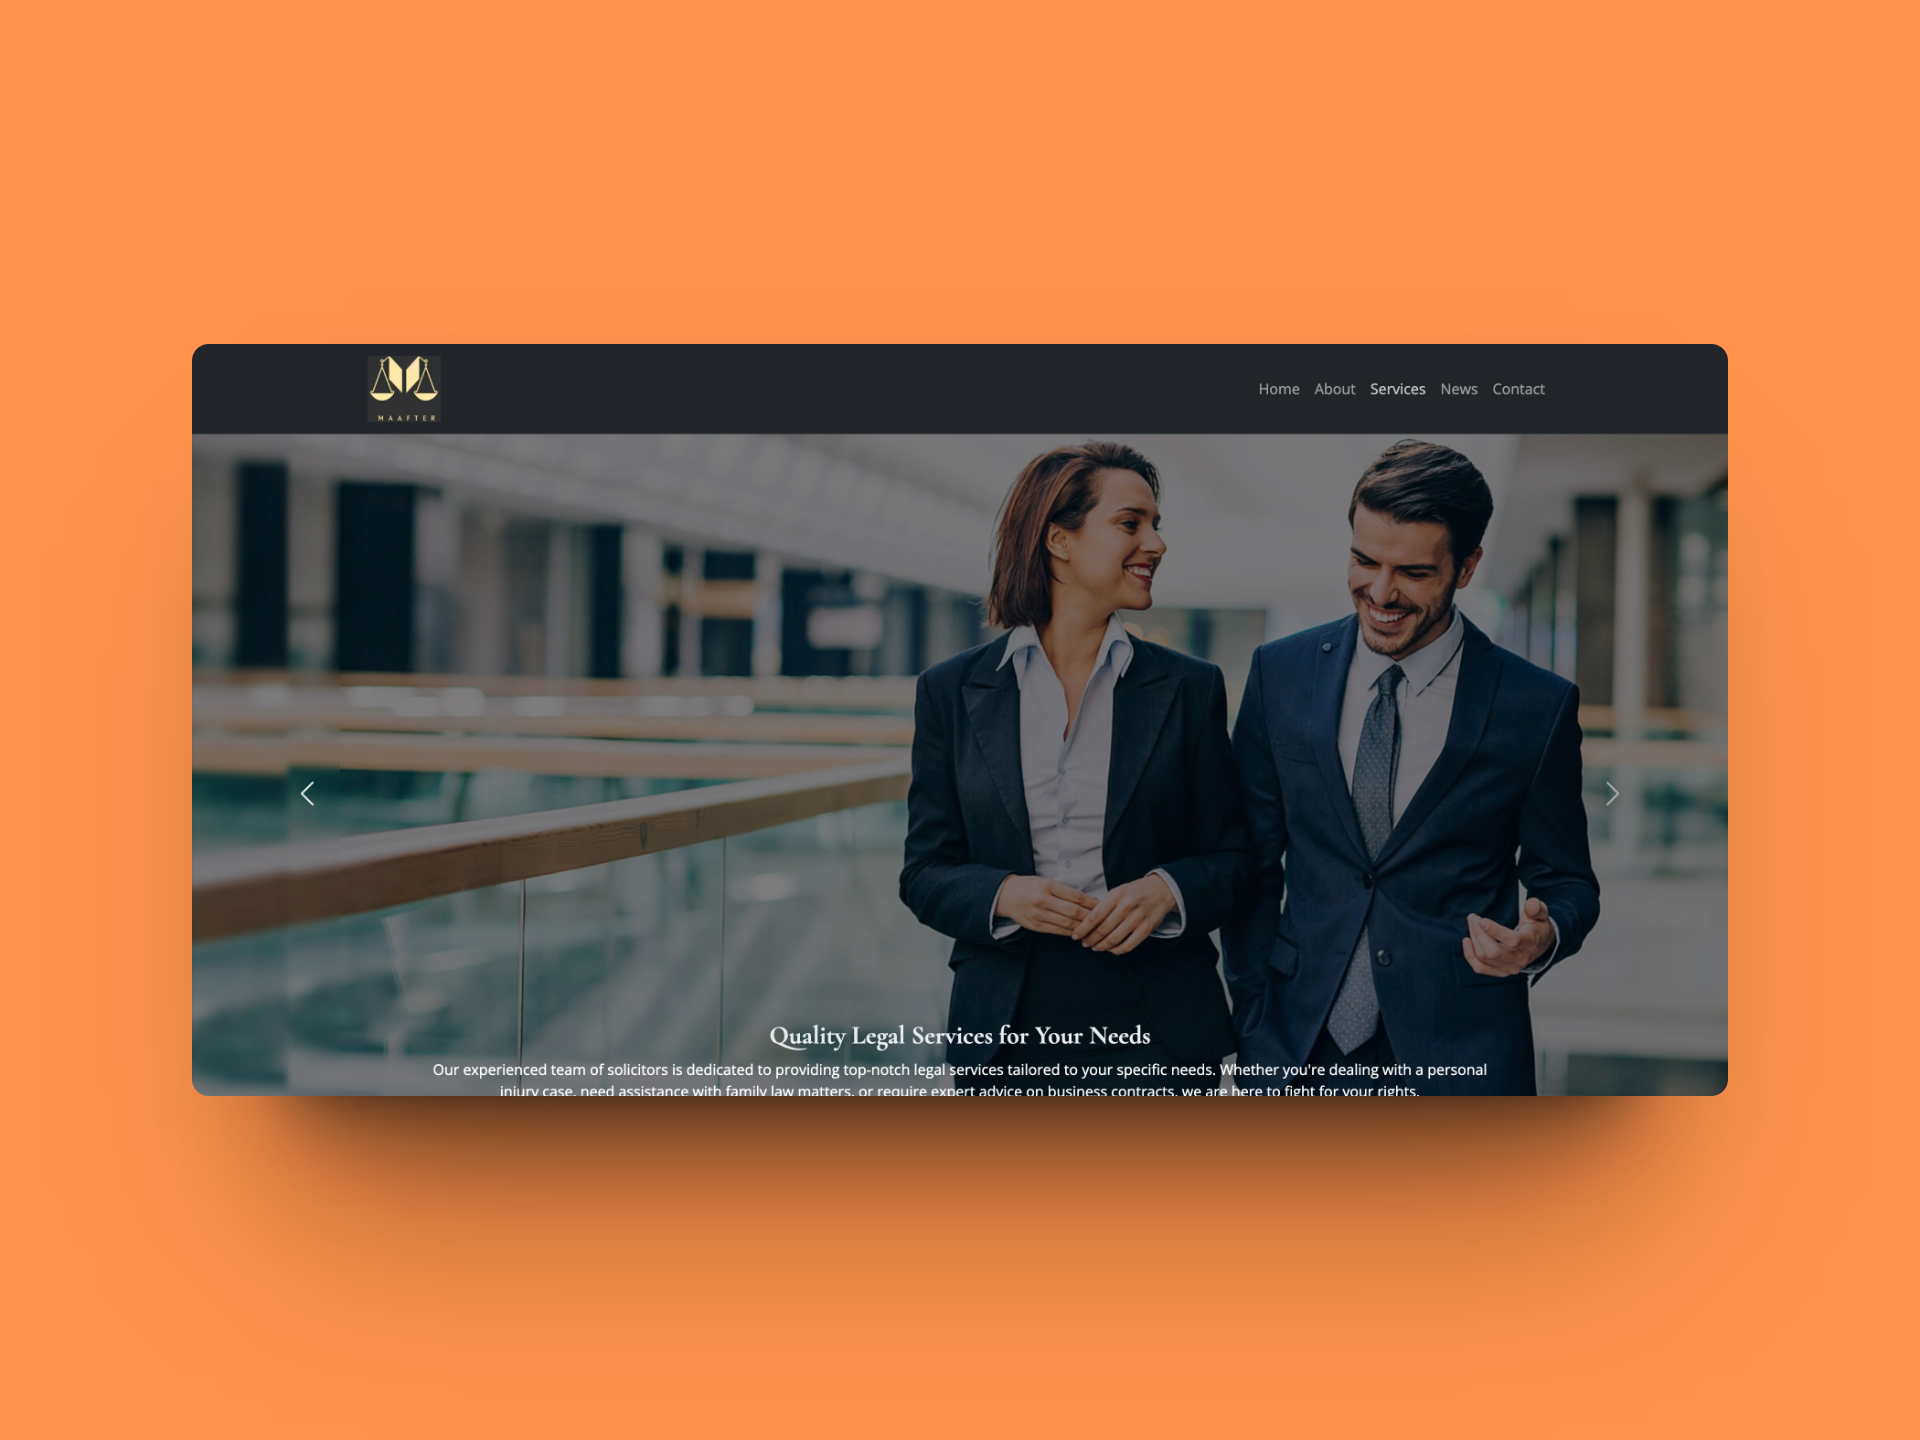 MAAFTER
Home About Services News Contact
Quality Legal Services for Your Needs
Our experienced team of solicitors is dedicated to providing top-notch legal services tailored to your specific needs. Whether you're dealing with a personal
injury case, need assistance with family law matters, or require expert advice on business contracts, we are here to fight for your rights.